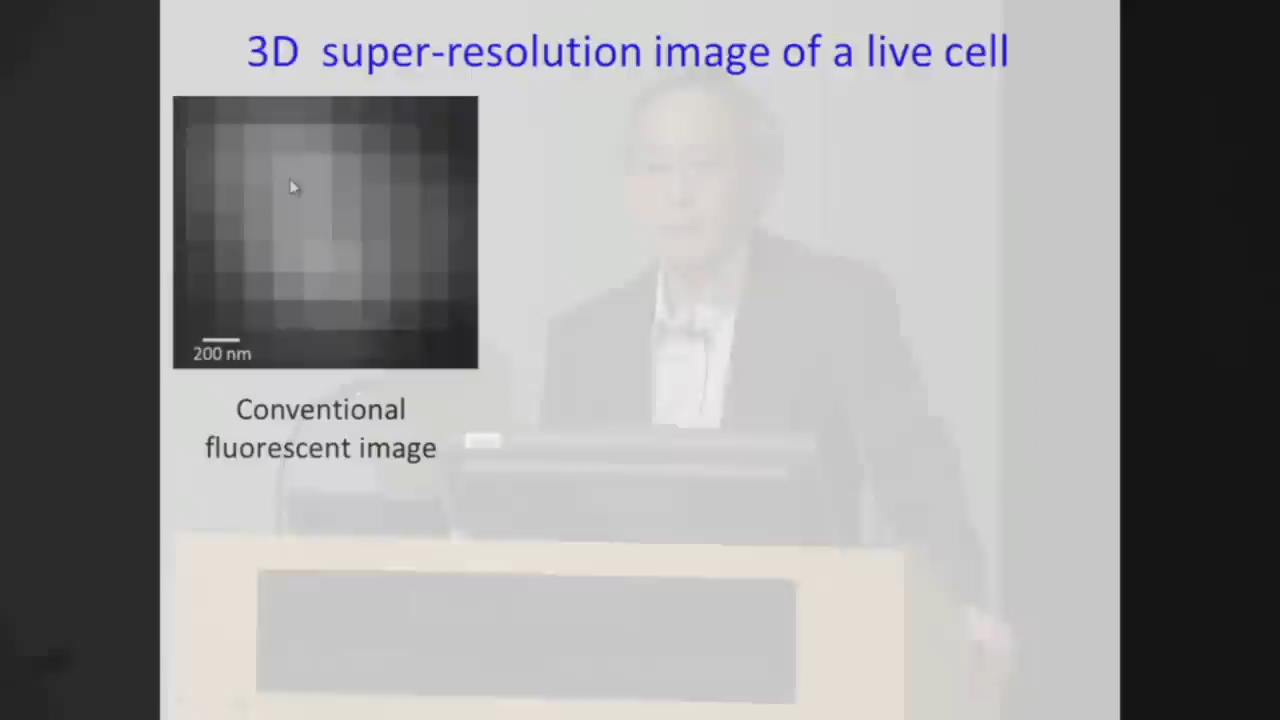 3D super-resolution image of a live cell
200 nm
Conventional
fluorescent image